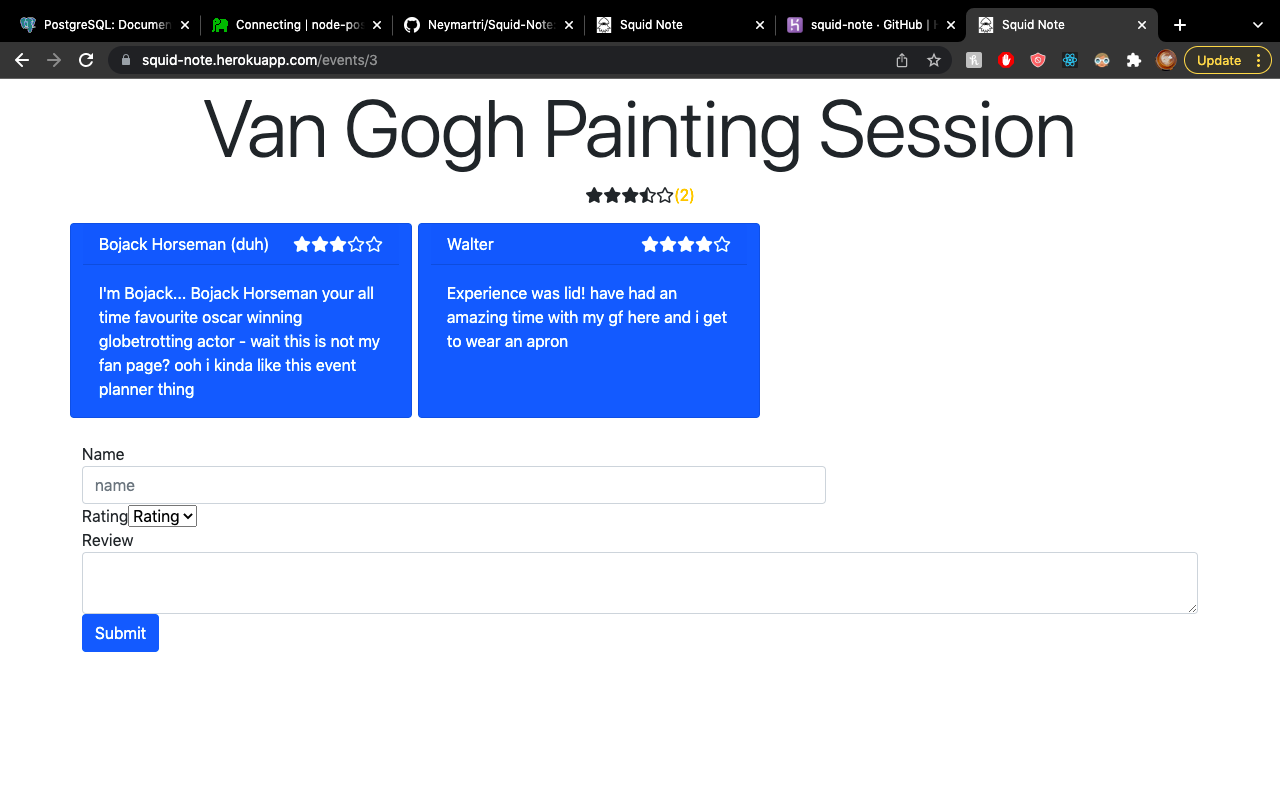 PostgreSQL: Documen
Connecting | node-pos
Neymartri/Squid-Note:
Squid Note
squid-note · GitHub | H
Squid Note
squid-note.herokuapp.com/events/3
Update
Van Gogh Painting Session
(2)
Bojack Horseman (duh)
I'm Bojack... Bojack Horseman your all
time favourite oscar winning
globetrotting actor - wait this is not my
fan page? ooh i kinda like this event
planner thing
Walter
Experience was lid! have had an
amazing time with my gf here and i get
to wear an apron
Name
name
Rating Rating
Review
Submit